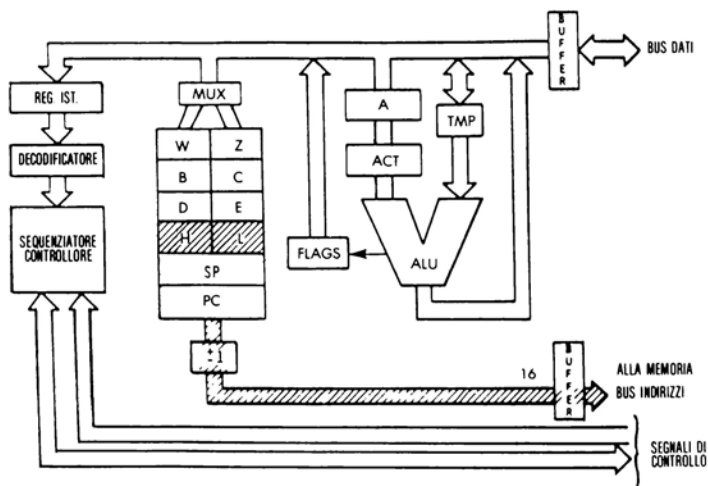 BUFFER
BUS DATI
REG. IST.
MUX
A
TMP
DECODIFICATORE
W Z
ACT
B C
D E
SEQUENZIATORE
CONTROLLORE
H L
FLAGS
ALU
SP
PC
± 1
16
BUFFER
ALLA MEMORIA
BUS INDIRIZZI
SEGNALI DI
CONTROLLO